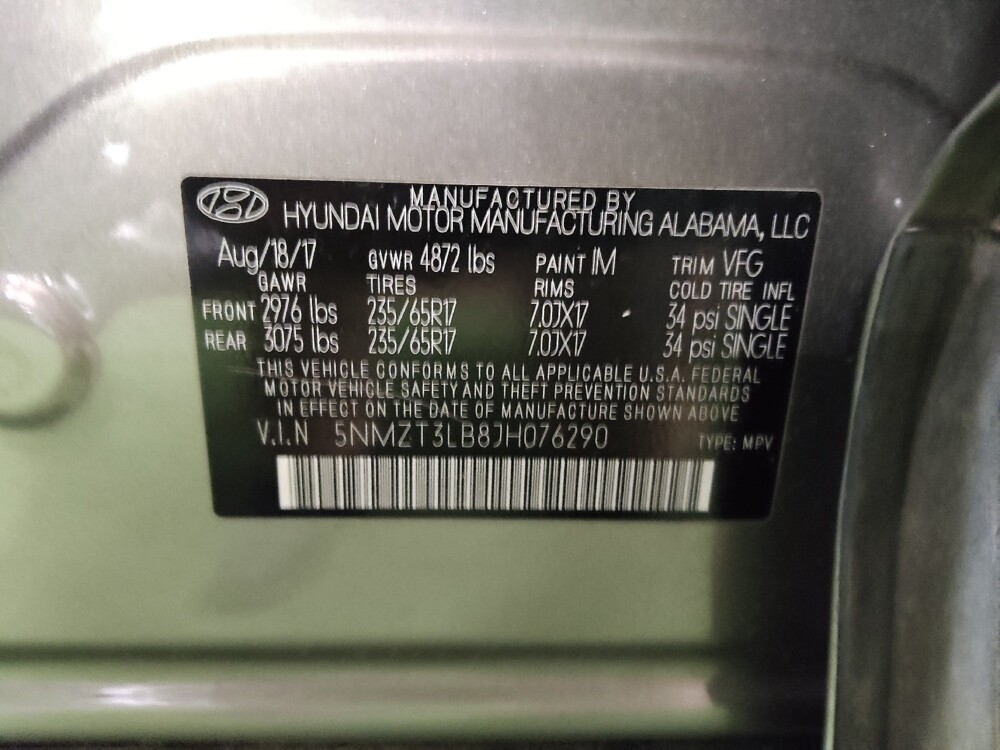 MANUFACTURED BY
HYUNDAI MOTOR MANUFACTURING ALABAMA, LLC
Aug/18/17 GVWR 4872 lbs PAINT IM TRIM VFG
GAWR TIRES RIMS COLD TIRE INFL
FRONT 2976 lbs 235/65R17 7.0JX17 34 psi SINGLE
REAR 3075 lbs 235/65R17 7.0JX17 34 psi SINGLE
THIS VEHICLE CONFORMS TO ALL APPLICABLE U.S.A. FEDERAL
MOTOR VEHICLE SAFETY AND THEFT PREVENTION STANDARDS
IN EFFECT ON THE DATE OF MANUFACTURE SHOWN ABOVE
V.I.N 5NMZT3LB8JH076290 TYPE: MPV